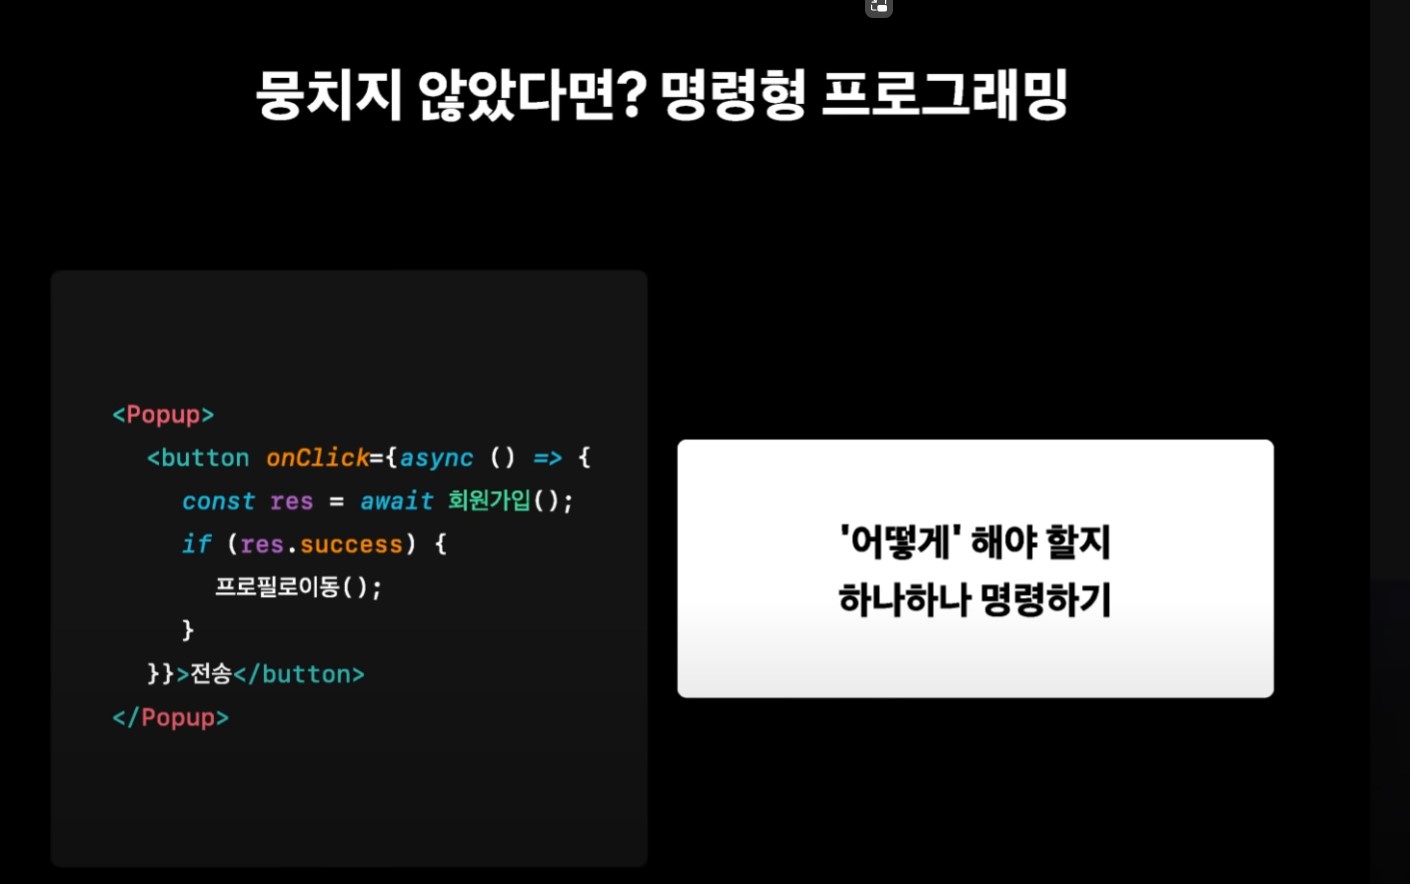 뭉치지 않았다면? 명령형 프로그래밍
<Popup>
<button onClick={async () => {
const res = await 회원가입();
if (res.success) {
프로필로이동();
}
}}>전송</button>
</Popup>
'어떻게' 해야 할지
하나하나 명령하기